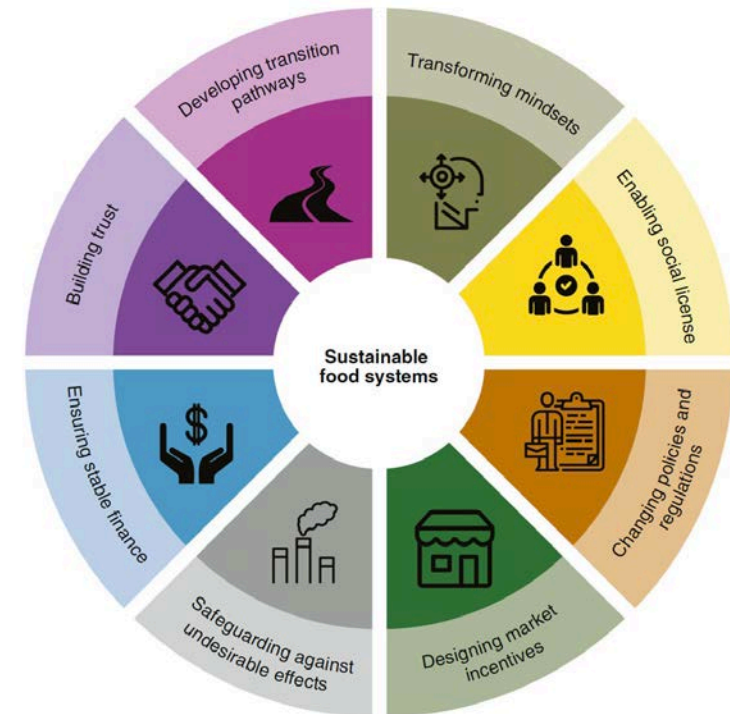 Developing transition
pathways
Transforming mindsets
Enabling social license
Changing policies and
regulations
Designing market
incentives
Safeguarding against
undesirable effects
Ensuring stable finance
Building trust
$
Sustainable
food systems